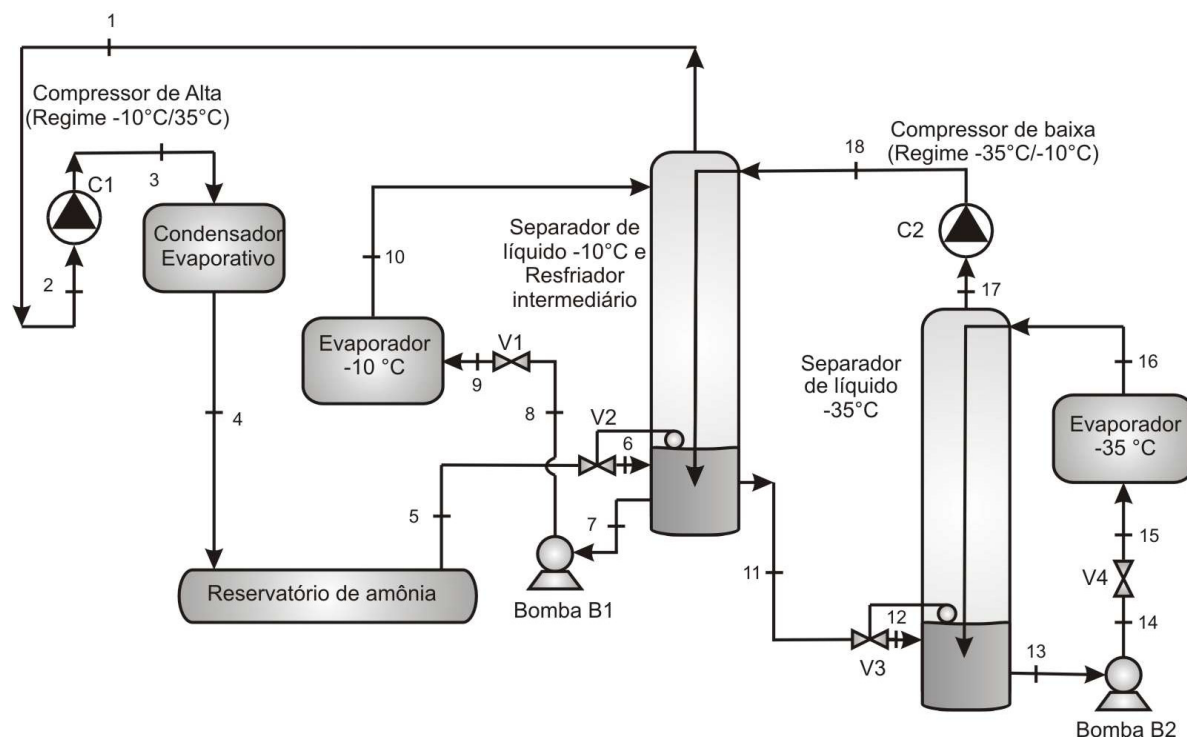 1
Compressor de Alta
(Regime -10°C/35°C)
3
C1
2
Condensador
Evaporativo
4
10
Evaporador
-10 °C
V1
9
8
Separador de
líquido -10°C e
Resfriador
intermediário
V2
6
5
7
Reservatório de amônia
Bomba B1
Compressor de baixa
(Regime -35°C/-10°C)
18
C2
17
Separador
de líquido
-35°C
16
Evaporador
-35 °C
15
V4
14
11
12
V3
13
Bomba B2